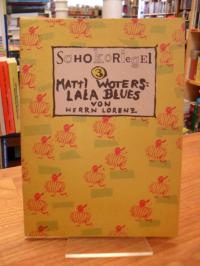 SCHOKORIEGEL
3
MATTI WOTERS:
LALA BLUES
VON
HERRN LORENZ